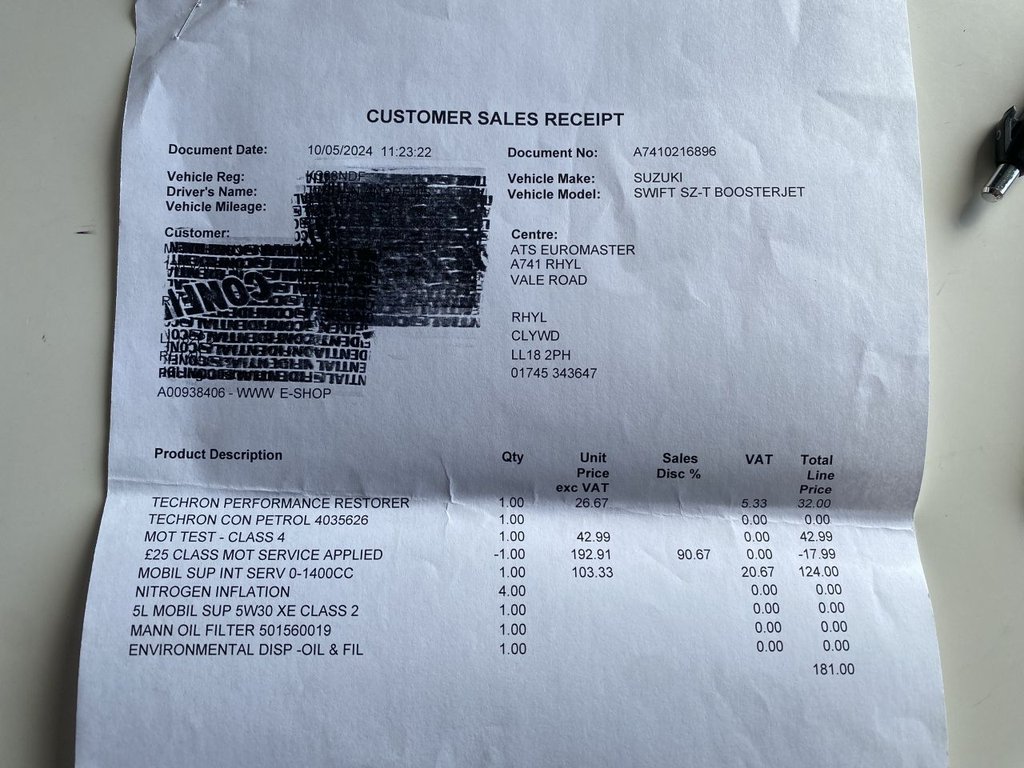 CUSTOMER SALES RECEIPT
Document Date: 10/05/2024 11:23:22 Document No: A7410216896
Vehicle Reg: Vehicle Make: SUZUKI
Driver's Name: Vehicle Model: SWIFT SZ-T BOOSTERJET
Vehicle Mileage:
Customer: Centre:
ATS EUROMASTER
A741 RHYL
VALE ROAD
RHYL
CLYWD
LL18 2PH
01745 343647
A00938406 - WWW E-SHOP
Product Description Qty Unit Price exc VAT Sales Disc % VAT Total Line Price
TECHRON PERFORMANCE RESTORER 1.00 26.67 5.33 32.00
TECHRON CON PETROL 4035626 1.00 0.00 0.00
MOT TEST - CLASS 4 1.00 42.99 0.00 42.99
£25 CLASS MOT SERVICE APPLIED -1.00 192.91 90.67 0.00 -17.99
MOBIL SUP INT SERV 0-1400CC 1.00 103.33 20.67 124.00
NITROGEN INFLATION 4.00 0.00 0.00
5L MOBIL SUP 5W30 XE CLASS 2 1.00 0.00 0.00
MANN OIL FILTER 501560019 1.00 0.00 0.00
ENVIRONMENTAL DISP -OIL & FIL 1.00 0.00 0.00
181.00